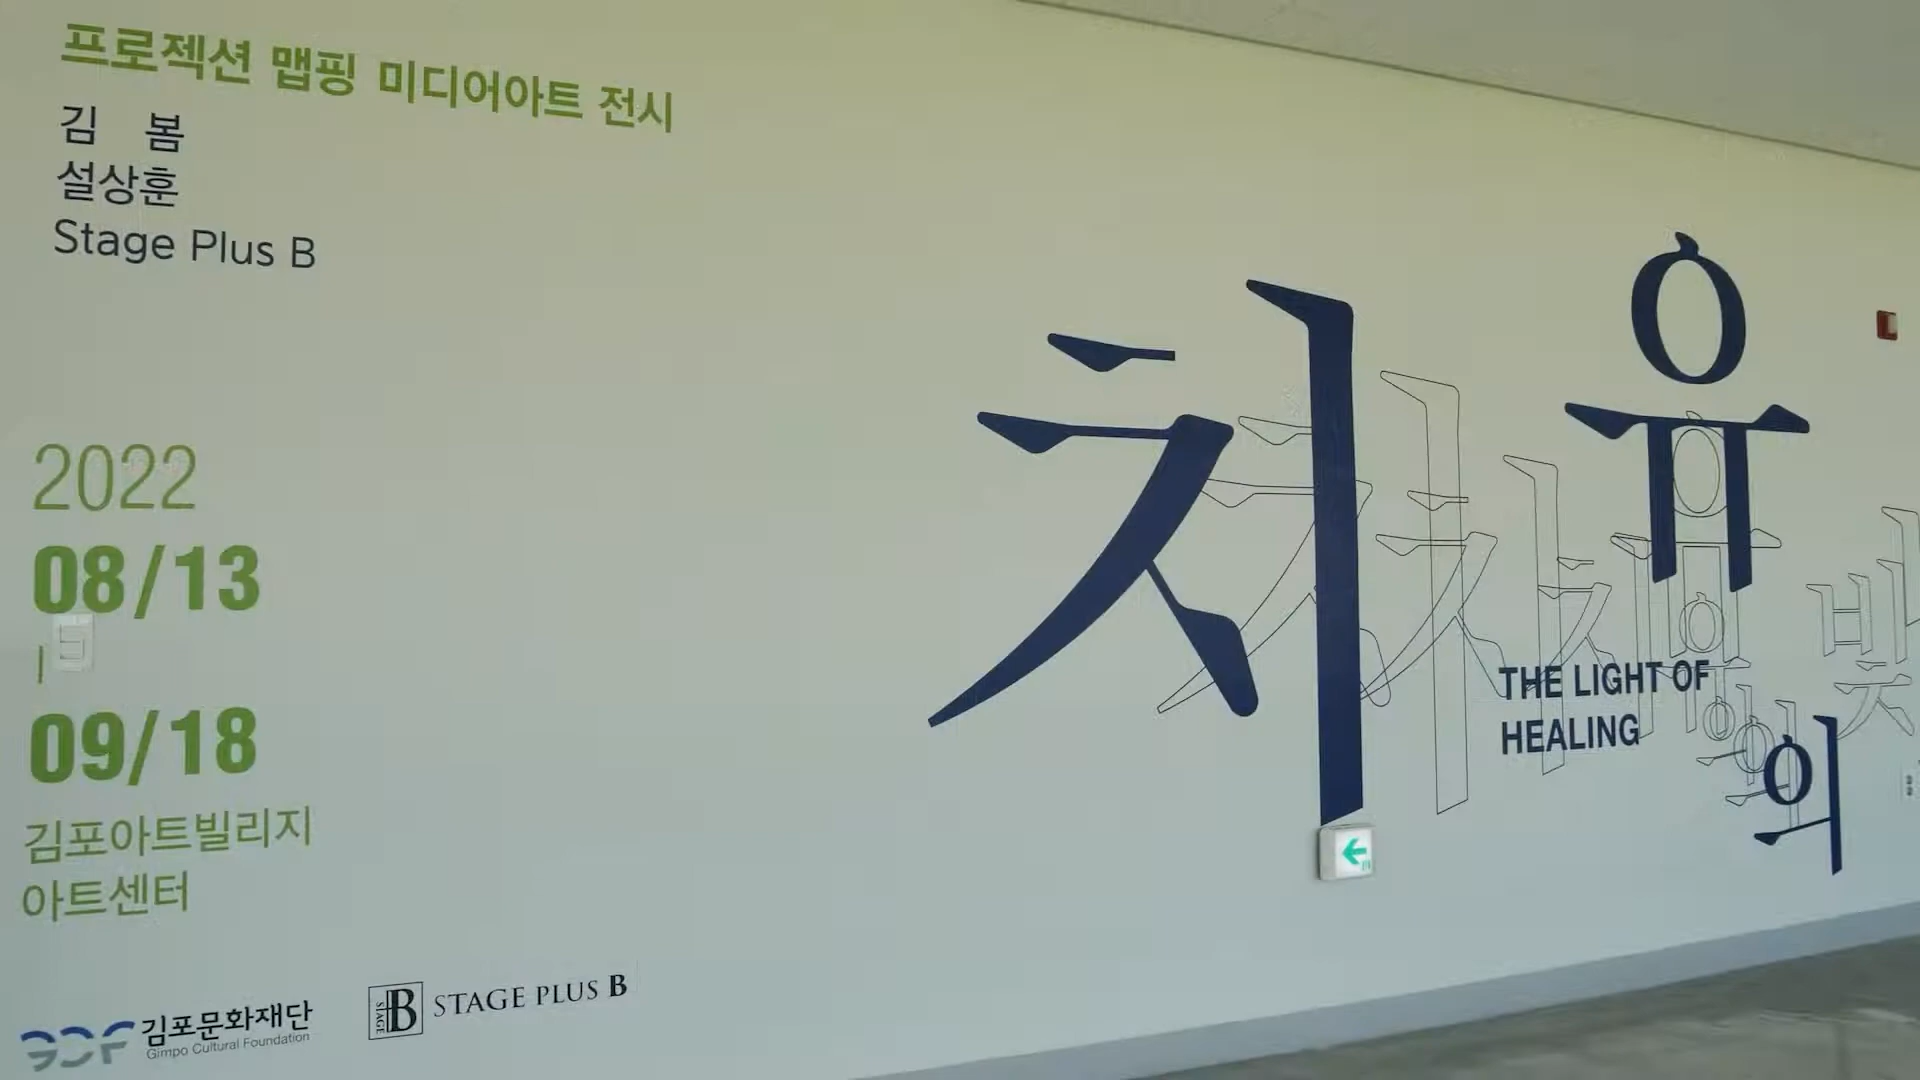 프로젝션 맵핑 미디어아트 전시
김 봄
설상훈
Stage Plus B
2022
08/13
|
09/18
김포아트빌리지
아트센터
GCF 김포문화재단
Gimpo Cultural Foundation
STAGE B STAGE PLUS B
치유
THE LIGHT OF
HEALING
의
빛